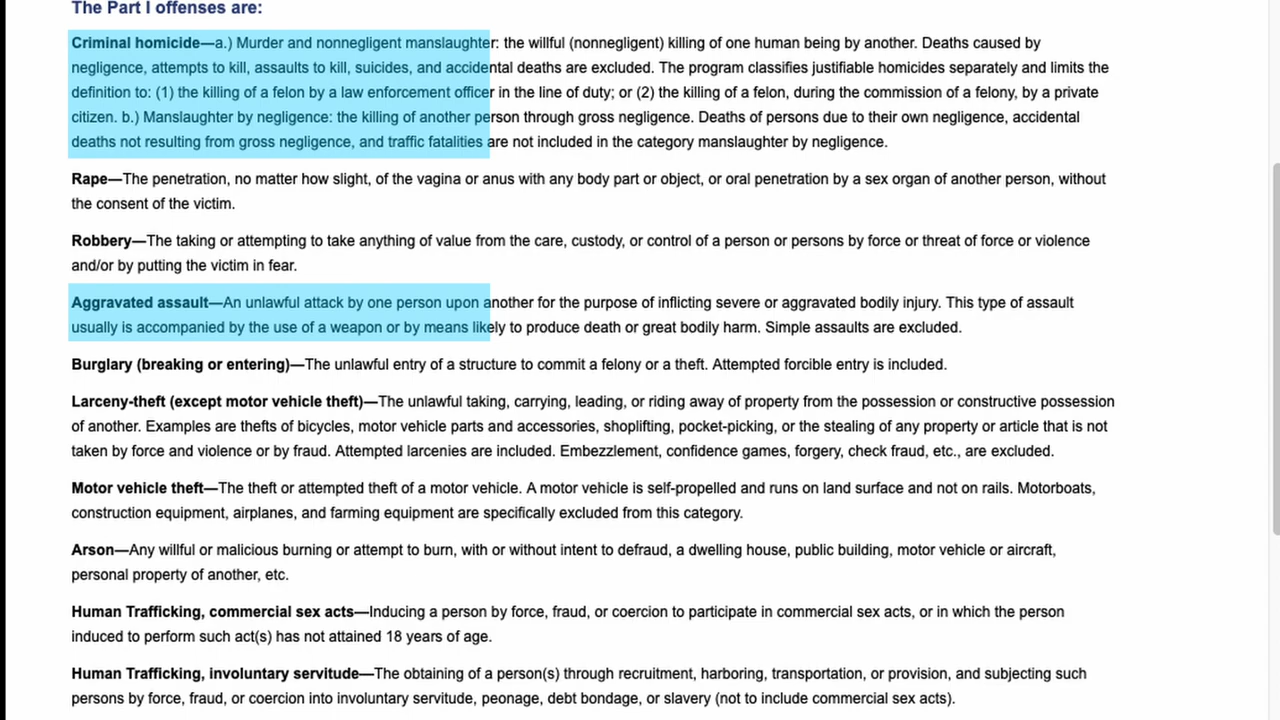 The Part I offenses are:
Criminal homicide—a.) Murder and nonnegligent manslaughter: the willful (nonnegligent) killing of one human being by another. Deaths caused by
negligence, attempts to kill, assaults to kill, suicides, and accidental deaths are excluded. The program classifies justifiable homicides separately and limits the
definition to: (1) the killing of a felon by a law enforcement officer in the line of duty; or (2) the killing of a felon, during the commission of a felony, by a private
citizen. b.) Manslaughter by negligence: the killing of another person through gross negligence. Deaths of persons due to their own negligence, accidental
deaths not resulting from gross negligence, and traffic fatalities are not included in the category manslaughter by negligence.
Rape—The penetration, no matter how slight, of the vagina or anus with any body part or object, or oral penetration by a sex organ of another person, without
the consent of the victim.
Robbery—The taking or attempting to take anything of value from the care, custody, or control of a person or persons by force or threat of force or violence
and/or by putting the victim in fear.
Aggravated assault—An unlawful attack by one person upon another for the purpose of inflicting severe or aggravated bodily injury. This type of assault
usually is accompanied by the use of a weapon or by means likely to produce death or great bodily harm. Simple assaults are excluded.
Burglary (breaking or entering)—The unlawful entry of a structure to commit a felony or a theft. Attempted forcible entry is included.
Larceny-theft (except motor vehicle theft)—The unlawful taking, carrying, leading, or riding away of property from the possession or constructive possession
of another. Examples are thefts of bicycles, motor vehicle parts and accessories, shoplifting, pocket-picking, or the stealing of any property or article that is not
taken by force and violence or by fraud. Attempted larcenies are included. Embezzlement, confidence games, forgery, check fraud, etc., are excluded.
Motor vehicle theft—The theft or attempted theft of a motor vehicle. A motor vehicle is self-propelled and runs on land surface and not on rails. Motorboats,
construction equipment, airplanes, and farming equipment are specifically excluded from this category.
Arson—Any willful or malicious burning or attempt to burn, with or without intent to defraud, a dwelling house, public building, motor vehicle or aircraft,
personal property of another, etc.
Human Trafficking, commercial sex acts—Inducing a person by force, fraud, or coercion to participate in commercial sex acts, or in which the person
induced to perform such act(s) has not attained 18 years of age.
Human Trafficking, involuntary servitude—The obtaining of a person(s) through recruitment, harboring, transportation, or provision, and subjecting such
persons by force, fraud, or coercion into involuntary servitude, peonage, debt bondage, or slavery (not to include commercial sex acts).